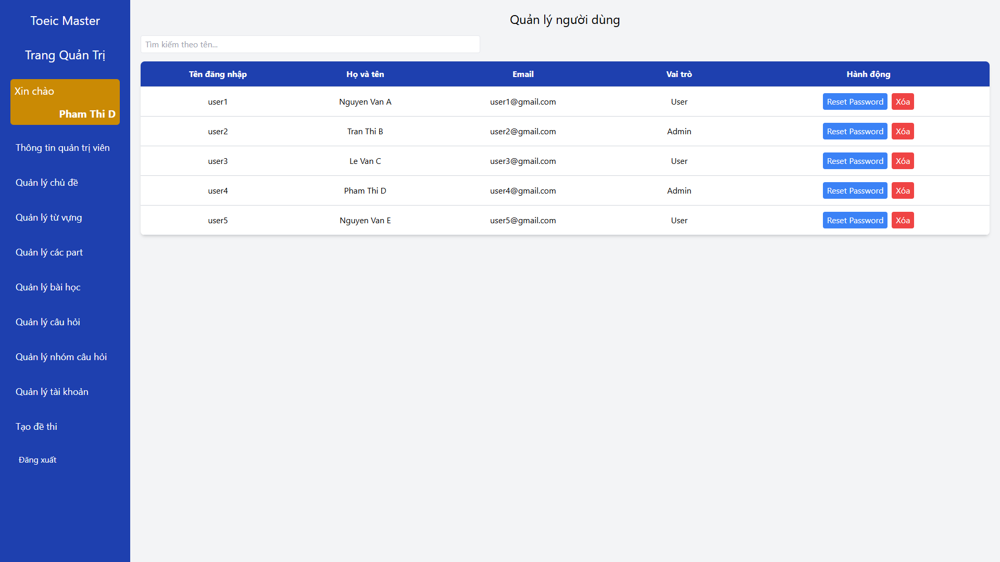 Toeic Master
Trang Quản Trị
Xin chào
Pham Thi D
Thông tin quản trị viên
Quản lý chủ đề
Quản lý từ vựng
Quản lý các part
Quản lý bài học
Quản lý câu hỏi
Quản lý nhóm câu hỏi
Quản lý tài khoản
Tạo đề thi
Đăng xuất
Quản lý người dùng
Tìm kiếm theo tên...
Tên đăng nhập Họ và tên Email Vai trò Hành động
user1 Nguyen Van A user1@gmail.com User Reset Password Xóa
user2 Tran Thi B user2@gmail.com Admin Reset Password Xóa
user3 Le Van C user3@gmail.com User Reset Password Xóa
user4 Pham Thi D user4@gmail.com Admin Reset Password Xóa
user5 Nguyen Van E user5@gmail.com User Reset Password Xóa